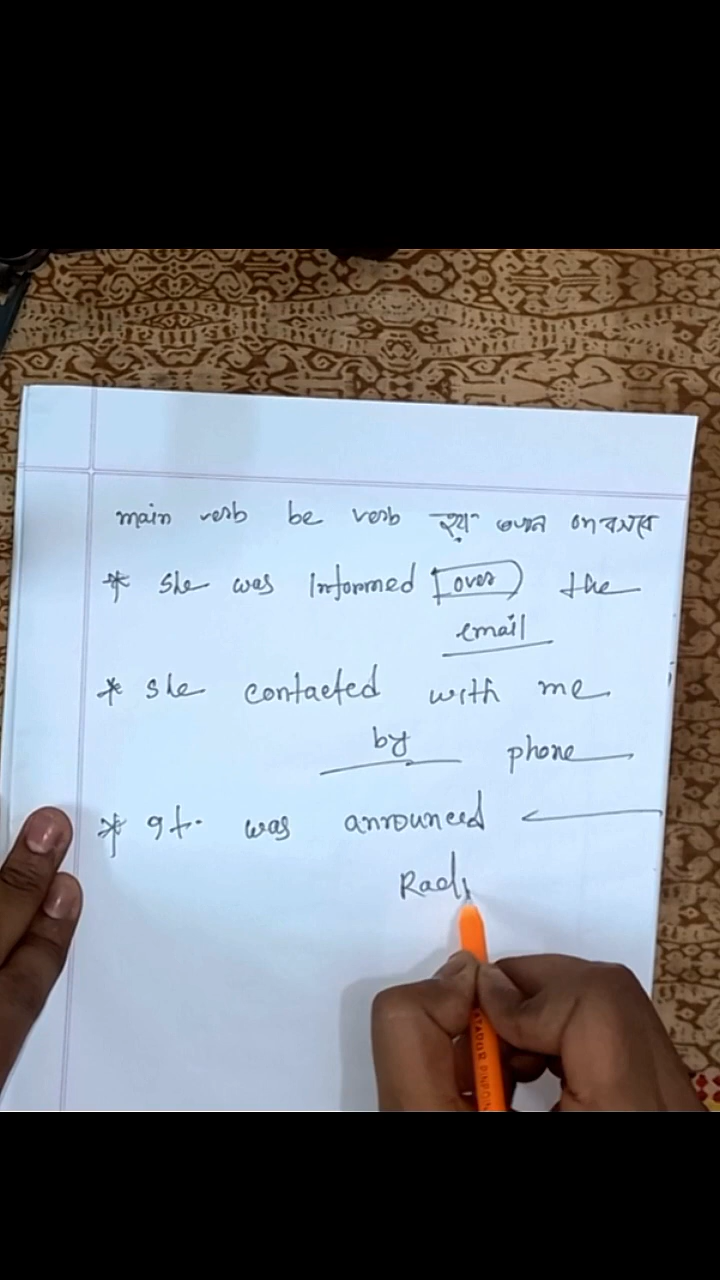 main verb be verb হয় তখন on বসবে
* she was Informed over the
email
* she contacted with me
by phone
* It. was announced
Radi